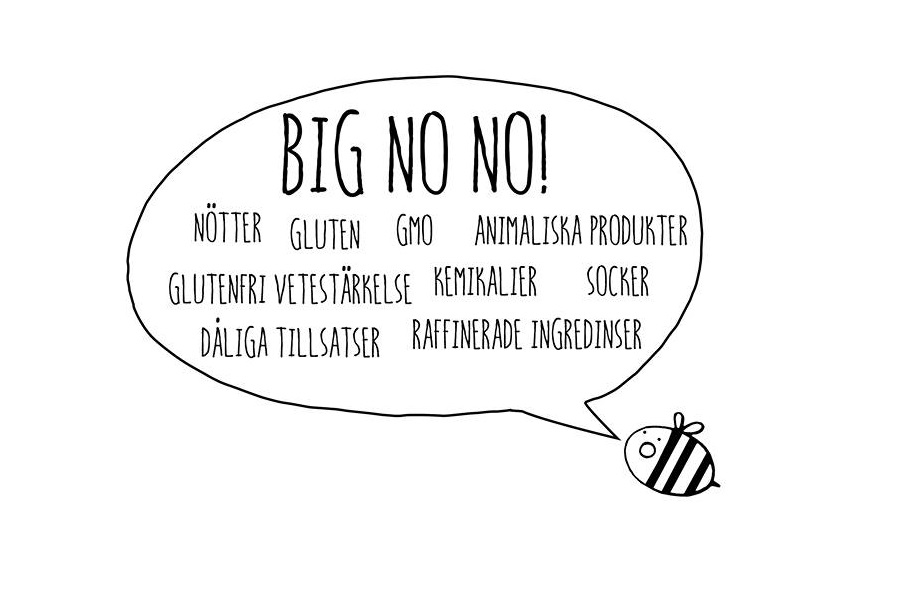 BIG NO NO!
NÖTTER GLUTEN GMO ANIMALISKA PRODUKTER
GLUTENFRI VETESTÄRKELSE KEMIKALIER SOCKER
DÅLIGA TILLSATSER RAFFINERADE INGREDINSER